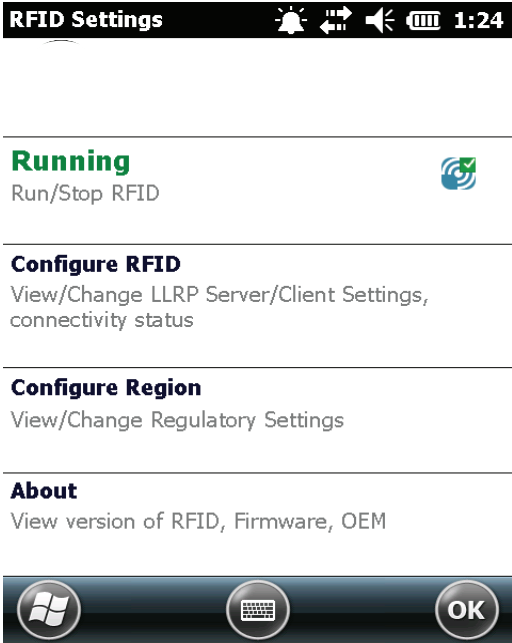 RFID Settings 1:24
Running
Run/Stop RFID
Configure RFID
View/Change LLRP Server/Client Settings,
connectivity status
Configure Region
View/Change Regulatory Settings
About
View version of RFID, Firmware, OEM
OK